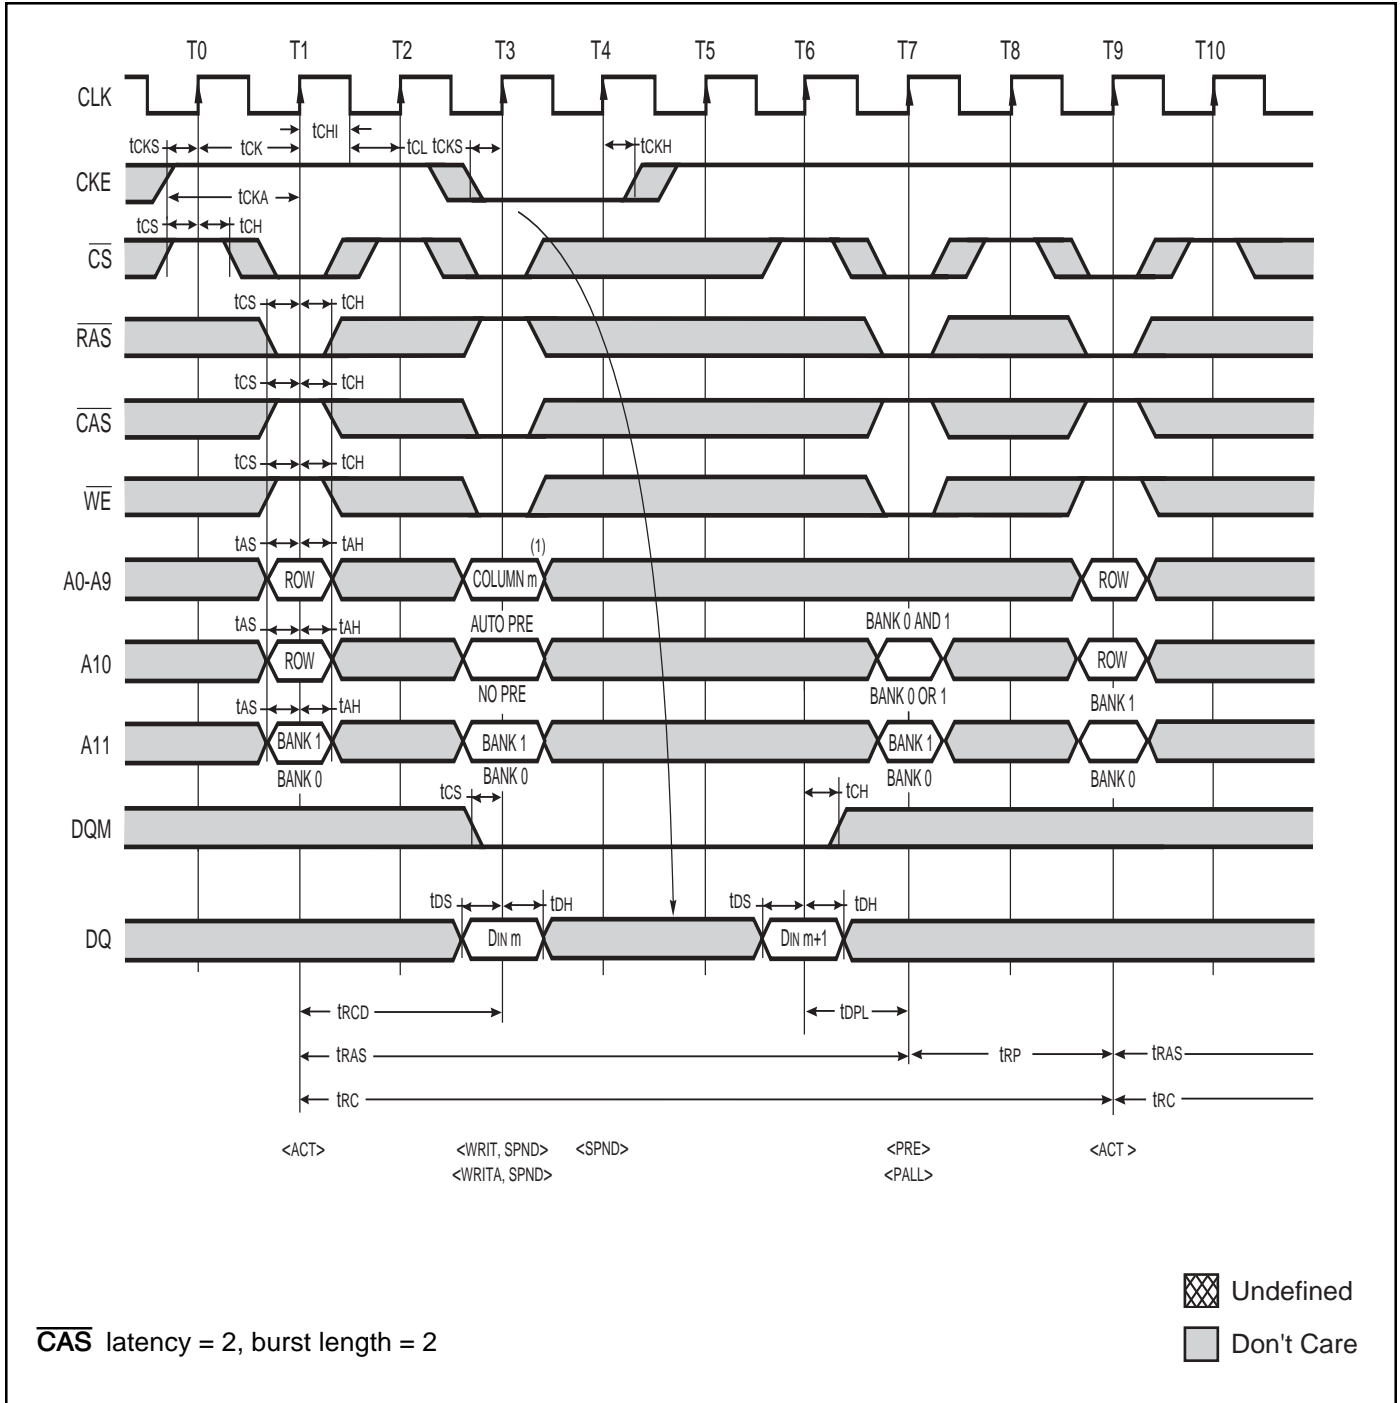 T0 T1 T2 T3 T4 T5 T6 T7 T8 T9 T10
CLK
tCHI
tCKS tCK tCL tCKS tCKH
CKE
tCKA
tCS tCH
CS
tCS tCH
RAS
tCS tCH
CAS
tCS tCH
WE
tAS tAH (1)
A0-A9 ROW COLUMN m ROW
tAS tAH AUTO PRE BANK 0 AND 1
A10 ROW ROW
NO PRE BANK 0 OR 1 BANK 1
tAS tAH
A11 BANK 1 BANK 1 BANK 1
BANK 0 BANK 0 BANK 0 BANK 0
tCS tCH
DQM
tDS tDH tDS tDH
DQ DIN m DIN m+1
tRCD tDPL
tRAS tRP tRAS
tRC tRC
<ACT> <WRIT, SPND> <SPND> <PRE> <ACT >
<WRITA, SPND> <PALL>
Undefined
CAS latency = 2, burst length = 2 Don't Care